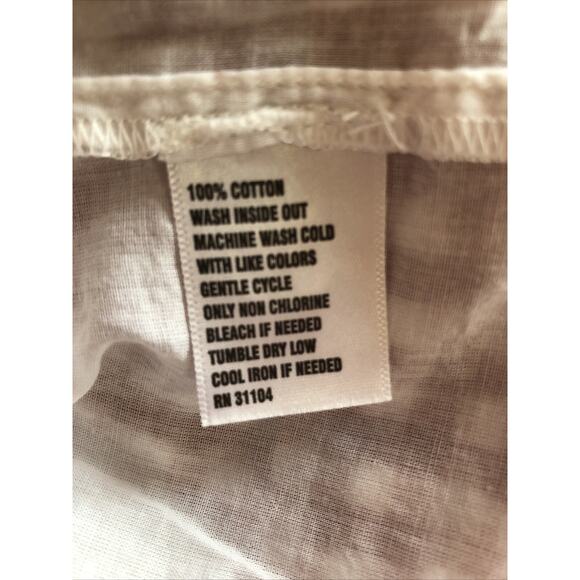 100% COTTON
WASH INSIDE OUT
MACHINE WASH COLD
WITH LIKE COLORS
GENTLE CYCLE
ONLY NON CHLORINE
BLEACH IF NEEDED
TUMBLE DRY LOW
COOL IRON IF NEEDED
RN 31104